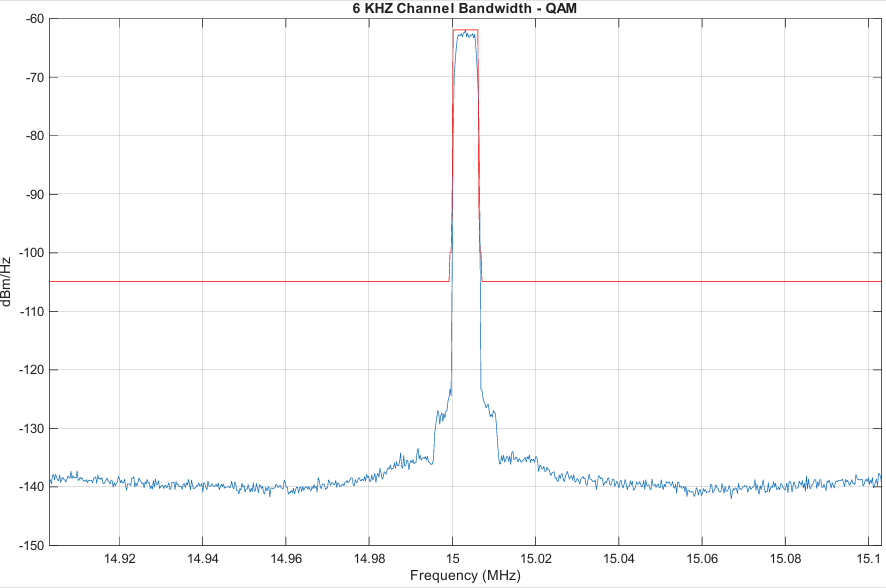 6 KHZ Channel Bandwidth - QAM
-60
-70
-80
-90
-100
-110
-120
-130
-140
-150
dBm/Hz
14.92 14.94 14.96 14.98 15 15.02 15.04 15.06 15.08 15.1
Frequency (MHz)